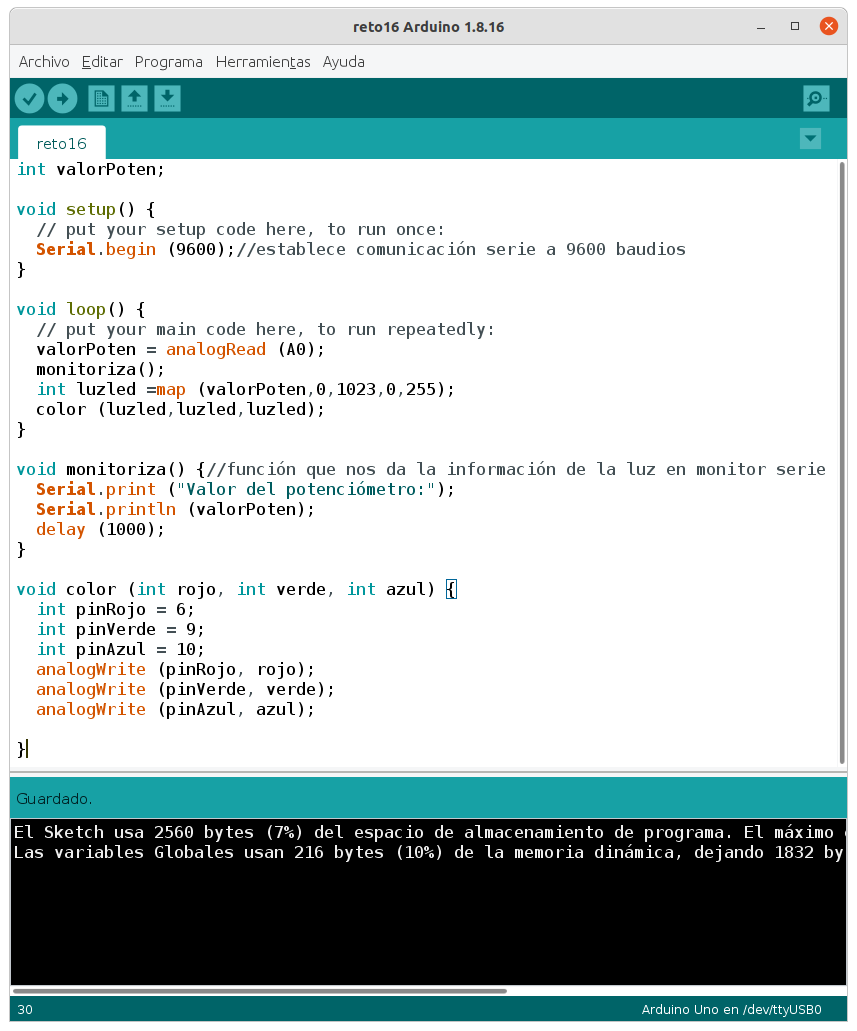 reto16 Arduino 1.8.16
Archivo Editar Programa Herramientas Ayuda
reto16
int valorPoten;
void setup() {
// put your setup code here, to run once:
Serial.begin (9600);//establece comunicación serie a 9600 baudios
}
void loop() {
// put your main code here, to run repeatedly:
valorPoten = analogRead (A0);
monitoriza();
int luzled =map (valorPoten,0,1023,0,255);
color (luzled,luzled,luzled);
}
void monitoriza() {//función que nos da la información de la luz en monitor serie
Serial.print ("Valor del potenciómetro:");
Serial.println (valorPoten);
delay (1000);
}
void color (int rojo, int verde, int azul) {
int pinRojo = 6;
int pinVerde = 9;
int pinAzul = 10;
analogWrite (pinRojo, rojo);
analogWrite (pinVerde, verde);
analogWrite (pinAzul, azul);
}
Guardado.
El Sketch usa 2560 bytes (7%) del espacio de almacenamiento de programa. El máximo
Las variables Globales usan 216 bytes (10%) de la memoria dinámica, dejando 1832 by
30
Arduino Uno en /dev/ttyUSB0